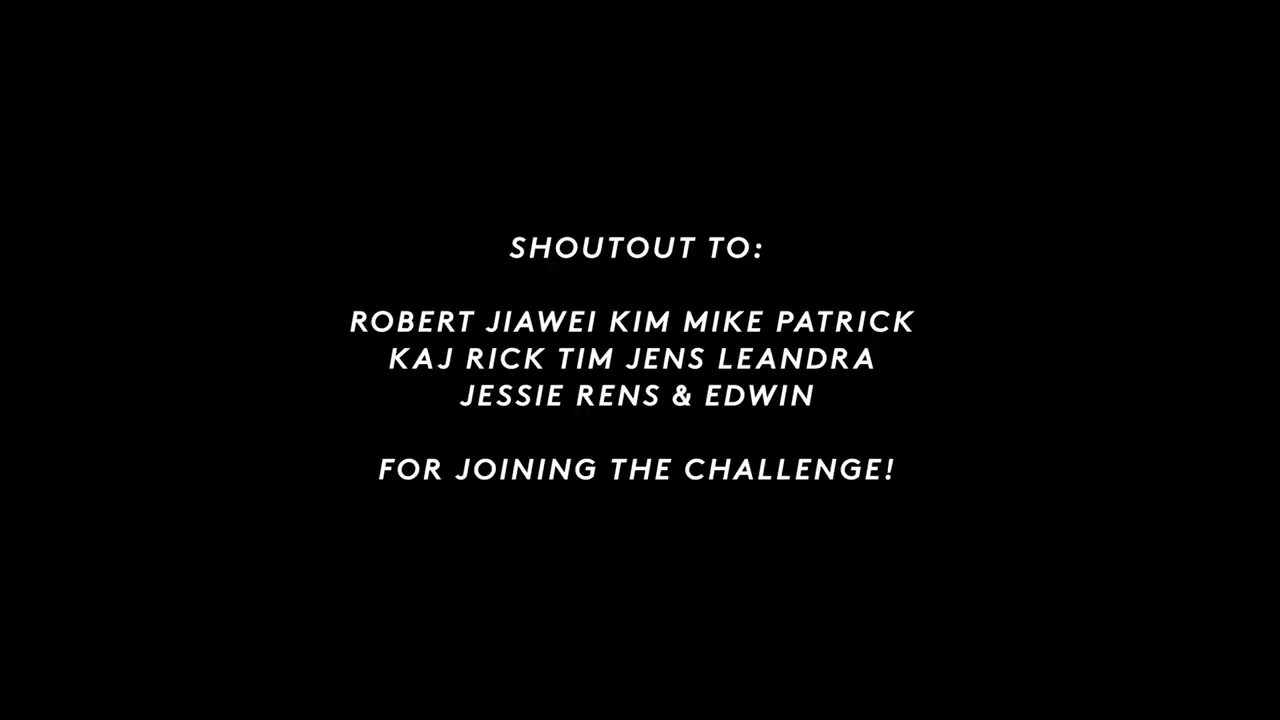 SHOUTOUT TO:
ROBERT JIAWEI KIM MIKE PATRICK
KAJ RICK TIM JENS LEANDRA
JESSIE RENS & EDWIN
FOR JOINING THE CHALLENGE!